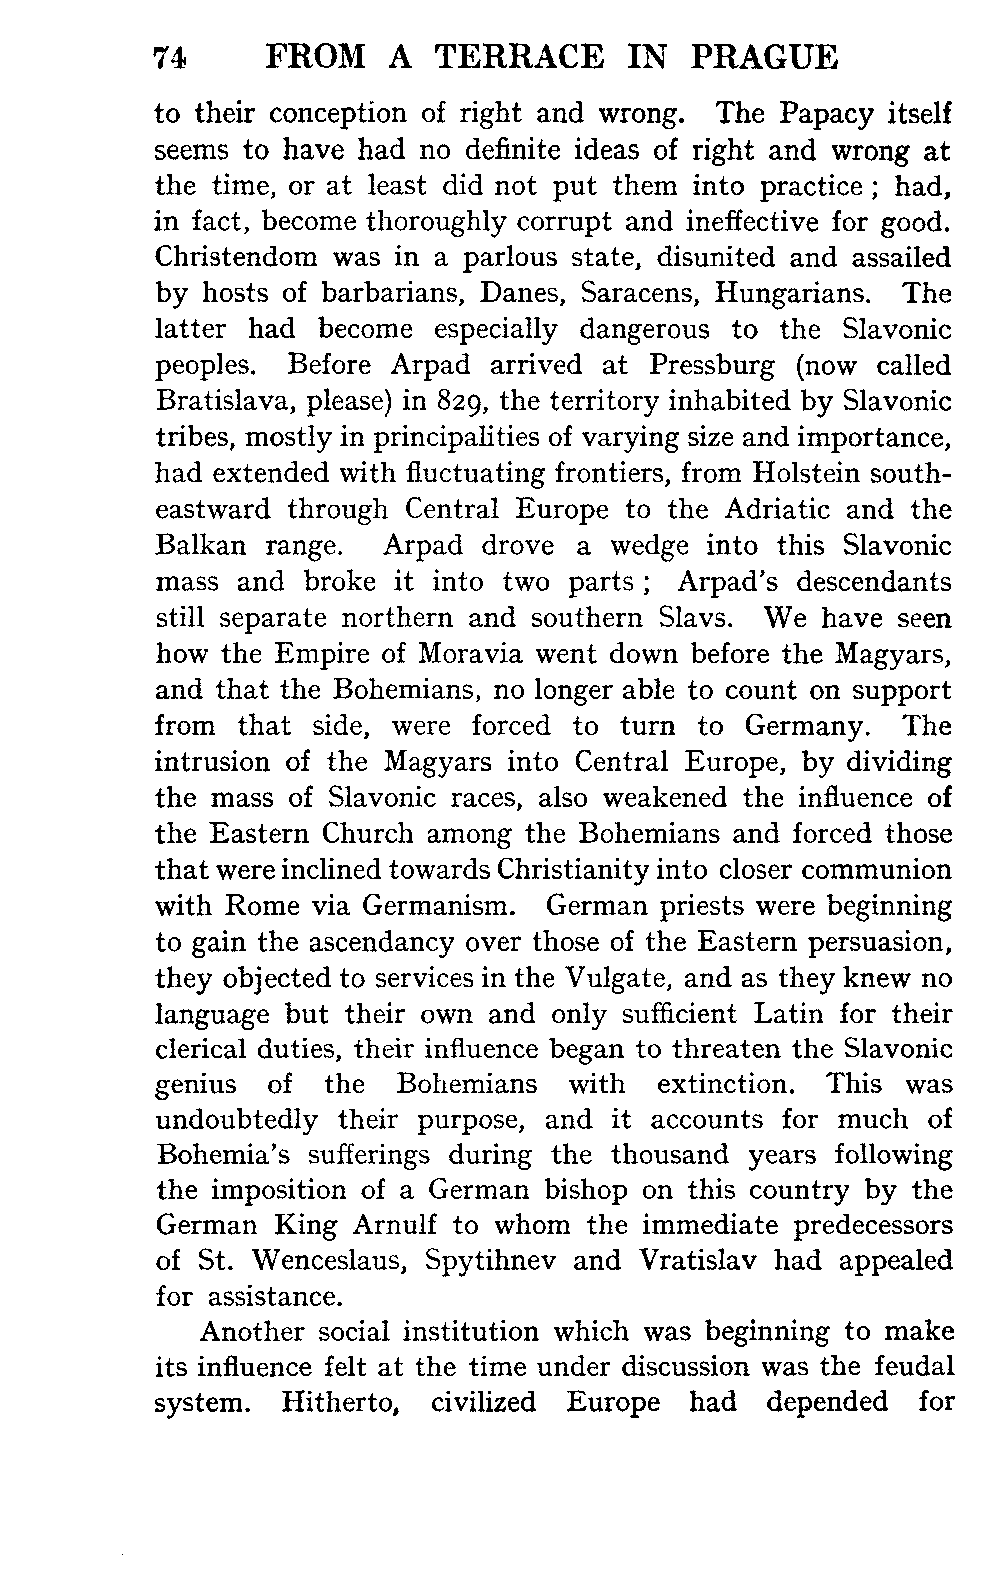 74 FROM A TERRACE IN PRAGUE
to their conception of right and wrong. The Papacy itself
seems to have had no definite ideas of right and wrong at
the time, or at least did not put them into practice ; had,
in fact, become thoroughly corrupt and ineffective for good.
Christendom was in a parlous state, disunited and assailed
by hosts of barbarians, Danes, Saracens, Hungarians. The
latter had become especially dangerous to the Slavonic
peoples. Before Arpad arrived at Pressburg (now called
Bratislava, please) in 829, the territory inhabited by Slavonic
tribes, mostly in principalities of varying size and importance,
had extended with fluctuating frontiers, from Holstein south-
eastward through Central Europe to the Adriatic and the
Balkan range. Arpad drove a wedge into this Slavonic
mass and broke it into two parts ; Arpad's descendants
still separate northern and southern Slavs. We have seen
how the Empire of Moravia went down before the Magyars,
and that the Bohemians, no longer able to count on support
from that side, were forced to turn to Germany. The
intrusion of the Magyars into Central Europe, by dividing
the mass of Slavonic races, also weakened the influence of
the Eastern Church among the Bohemians and forced those
that were inclined towards Christianity into closer communion
with Rome via Germanism. German priests were beginning
to gain the ascendancy over those of the Eastern persuasion,
they objected to services in the Vulgate, and as they knew no
language but their own and only sufficient Latin for their
clerical duties, their influence began to threaten the Slavonic
genius of the Bohemians with extinction. This was
undoubtedly their purpose, and it accounts for much of
Bohemia's sufferings during the thousand years following
the imposition of a German bishop on this country by the
German King Arnulf to whom the immediate predecessors
of St. Wenceslaus, Spytihnev and Vratislav had appealed
for assistance.
Another social institution which was beginning to make
its influence felt at the time under discussion was the feudal
system. Hitherto, civilized Europe had depended for